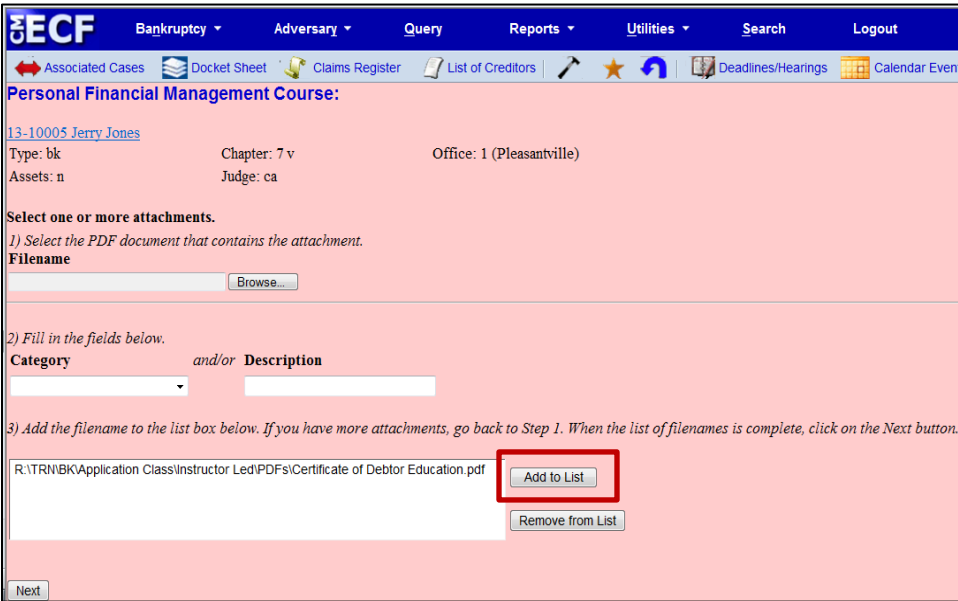 CM ECF Bankruptcy Adversary Query Reports Utilities Search Logout
Associated Cases Docket Sheet Claims Register List of Creditors Deadlines/Hearings Calendar Even
Personal Financial Management Course:
13-10005 Jerry Jones
Type: bk Chapter: 7 v Office: 1 (Pleasantville)
Assets: n Judge: ca
Select one or more attachments.
1) Select the PDF document that contains the attachment.
Filename
Browse...
2) Fill in the fields below.
Category and/or Description
3) Add the filename to the list box below. If you have more attachments, go back to Step 1. When the list of filenames is complete, click on the Next button.
R:\TRN\BK\Application Class\Instructor Led\PDFs\Certificate of Debtor Education.pdf
Add to List
Remove from List
Next